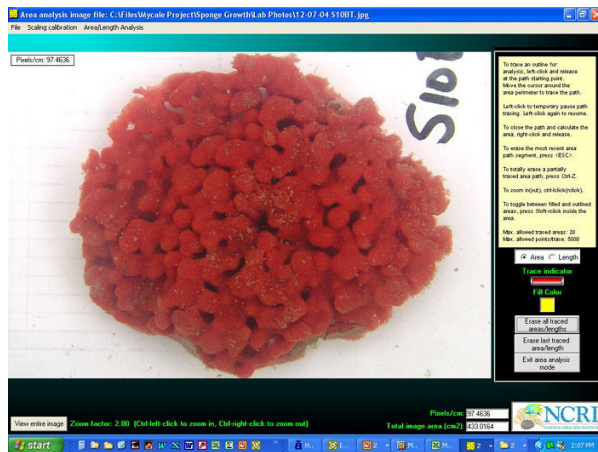 Area analysis image file: C:\Files\Mycale Project\Sponge Growth\Lab Photos\12-07-04 S10BT.jpg
File Scaling calibration Area/Length Analysis
Pixels/cm: 97.4636
S10B
To trace an outline for
analysis, left-click and release
at the path starting point.
Move the cursor around the
area perimeter to trace the path.
Left-click to temporary pause path
tracing. Left-click again to resume.
To close the path and calculate the
area, right-click and release.
To erase the most recent area
path segment, press <ESC>.
To totally erase a partially
traced area path, press Ctrl-Z.
To zoom in(out), ctrl-lclick(rclick).
To toggle between filled and outlined
areas, press Shift-rclick inside the
area.
Max. allowed traced areas: 20
Max. allowed points/trace: 5000
Area Length
Trace indicator
Fill Color
Erase all traced
areas/lengths
Erase last traced
area/length
Exit area analysis
mode
View entire image
Zoom factor: 2.00 (Ctrl-left-click to zoom in, Ctrl-right-click to zoom out)
Pixels/cm: 97.4636
Total image area (cm2): 433.0164
NCRI
start
2:07 PM